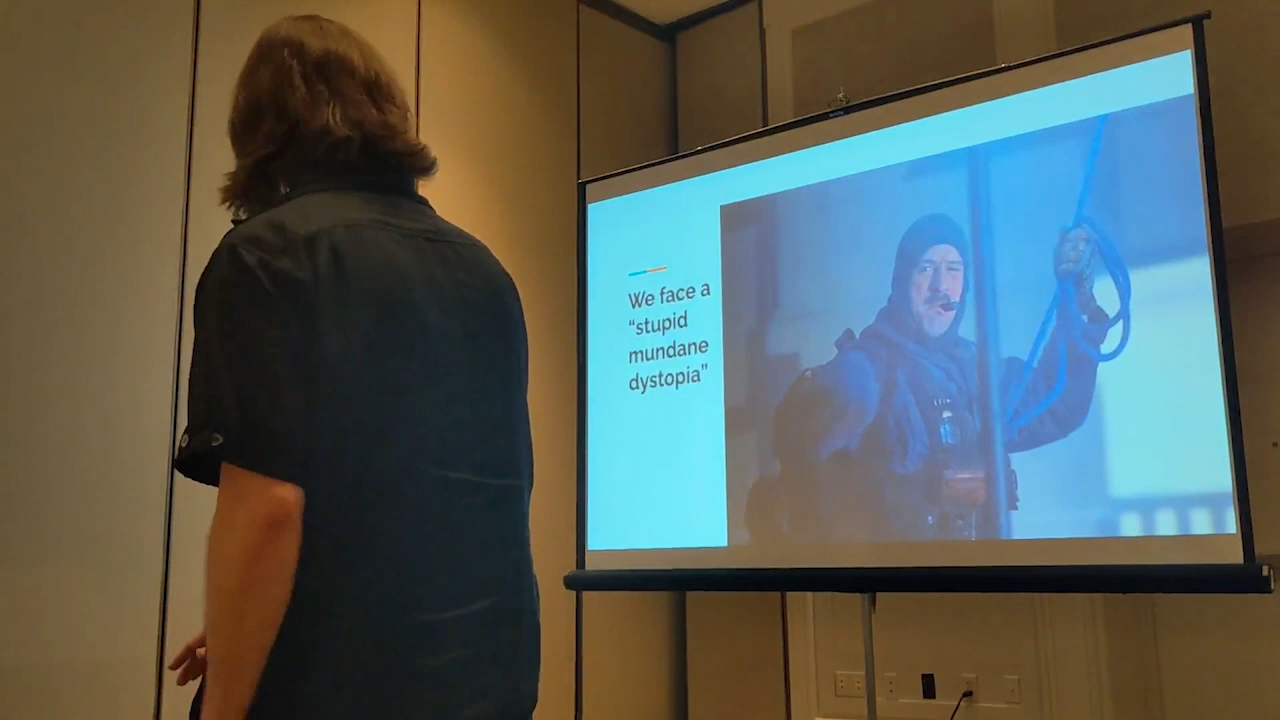 We face a
“stupid
mundane
dystopia”